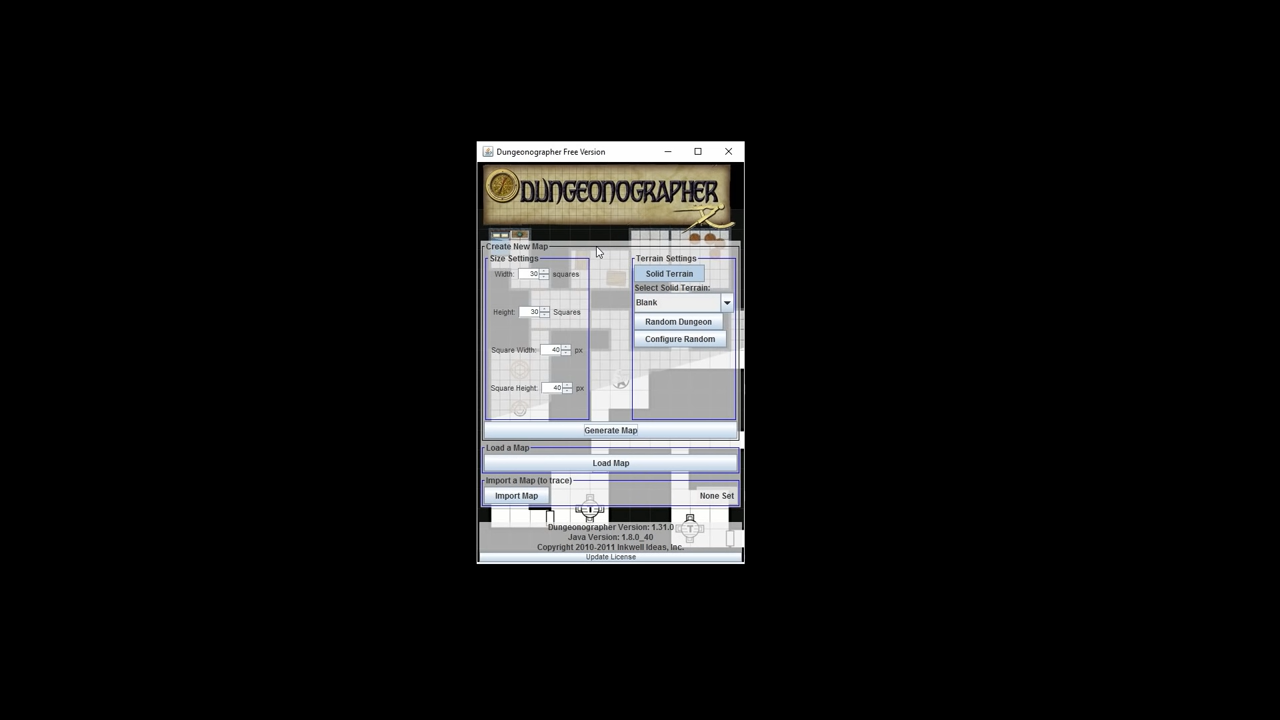 Dungeonographer Free Version
DUNGEONOGRAPHER
Create New Map
Size Settings
Width: 30 squares
Height: 30 Squares
Square Width: 40 px
Square Height: 40 px
Terrain Settings
Solid Terrain
Select Solid Terrain:
Blank
Random Dungeon
Configure Random
Generate Map
Load a Map
Load Map
Import a Map (to trace)
Import Map
None Set
Dungeonographer Version: 1.31.0
Java Version: 1.8.0_40
Copyright 2010-2011 Inkwell Ideas, Inc.
Update License